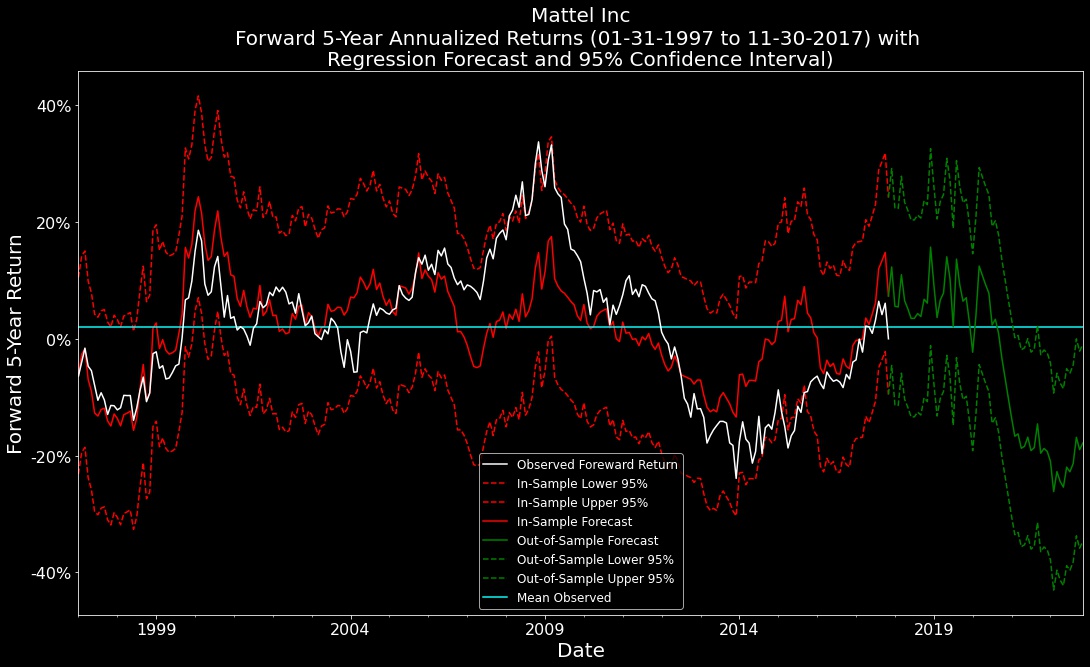 Mattel Inc
Forward 5-Year Annualized Returns (01-31-1997 to 11-30-2017) with
Regression Forecast and 95% Confidence Interval)
Forward 5-Year Return
40%
20%
0%
-20%
-40%
Observed Foreward Return
In-Sample Lower 95%
In-Sample Upper 95%
In-Sample Forecast
Out-of-Sample Forecast
Out-of-Sample Lower 95%
Out-of-Sample Upper 95%
Mean Observed
1999
2004
2009
2014
2019
Date